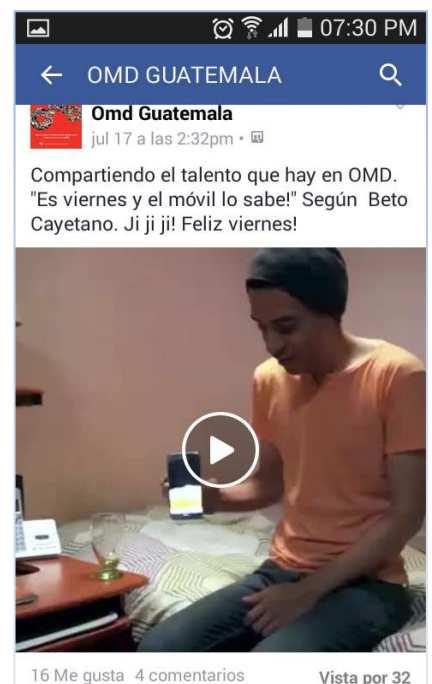 07:30 PM
OMD GUATEMALA
Omd Guatemala
jul 17 a las 2:32pm •
Compartiendo el talento que hay en OMD.
"Es viernes y el móvil lo sabe!" Según Beto
Cayetano. Ji ji ji! Feliz viernes!
16 Me gusta 4 comentarios Vista por 32